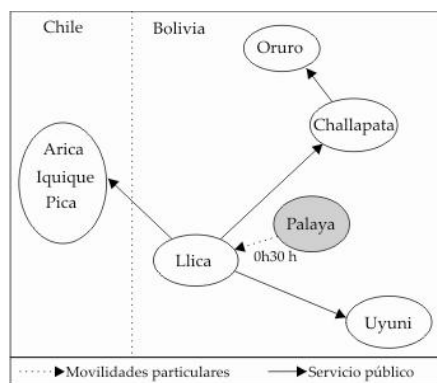 Chile
Bolivia
Oruro
Challapata
Arica
Iquique
Pica
Palaya
0h30 h
Llica
Uyuni
Movilidades particulares
Servicio público